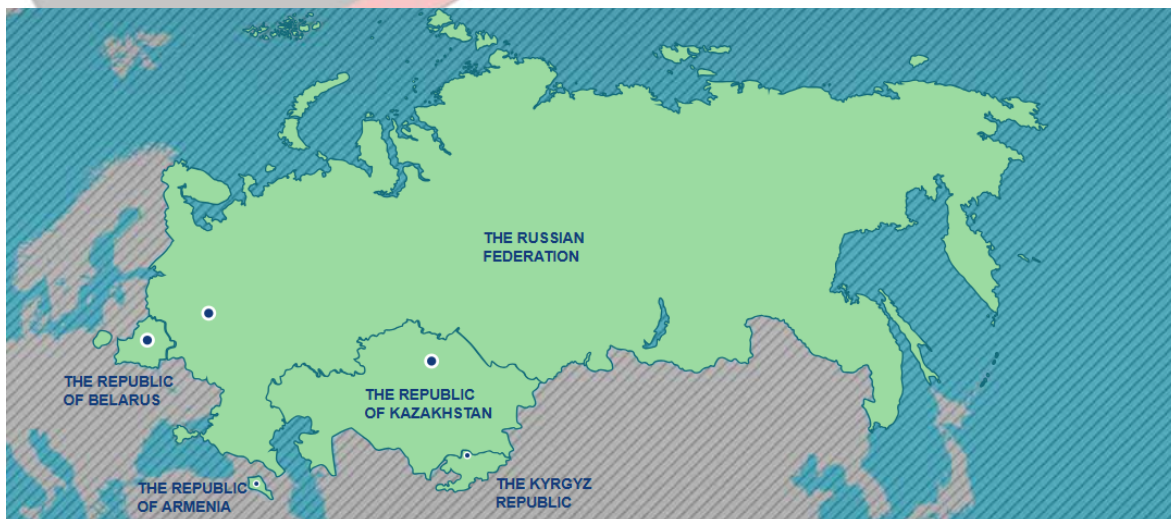 THE RUSSIAN
FEDERATION
THE REPUBLIC
OF BELARUS
THE REPUBLIC
OF KAZAKHSTAN
THE REPUBLIC
OF ARMENIA
THE KYRGYZ
REPUBLIC